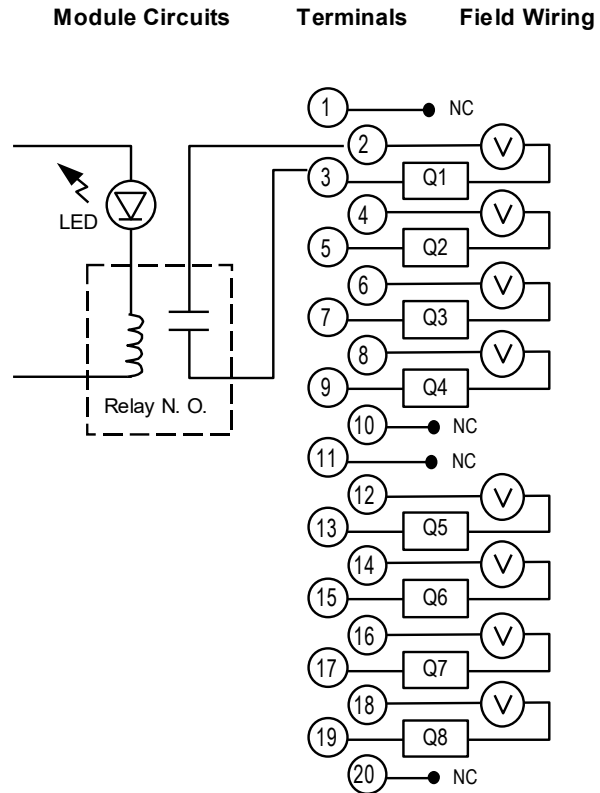 Module Circuits Terminals Field Wiring
1 NC
2 V
3 Q1
LED
4 V
5 Q2
6 V
7 Q3
8 V
9 Q4
Relay N. O.
10 NC
11 NC
12 V
13 Q5
14 V
15 Q6
16 V
17 Q7
18 V
19 Q8
20 NC